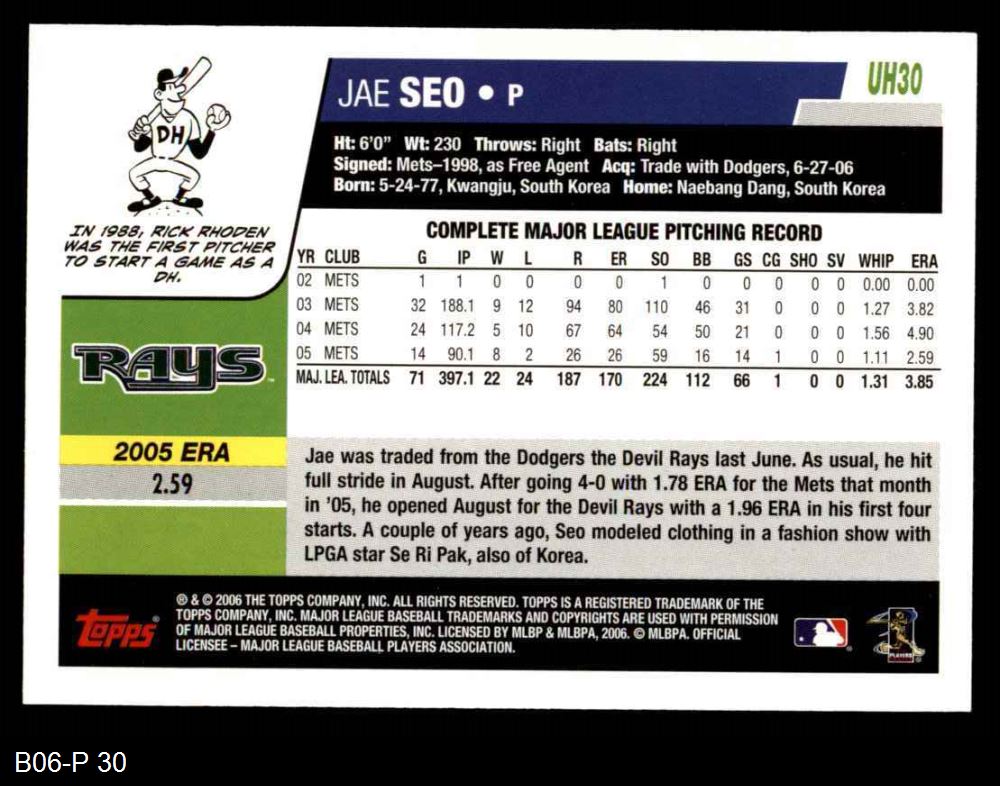 UH30
JAE SEO • P
DH
Ht: 6'0" Wt: 230 Throws: Right Bats: Right
Signed: Mets–1998, as Free Agent Acq: Trade with Dodgers, 6-27-06
Born: 5-24-77, Kwangju, South Korea Home: Naebang Dang, South Korea
IN 1988, RICK RHODEN
WAS THE FIRST PITCHER
TO START A GAME AS A
DH.
COMPLETE MAJOR LEAGUE PITCHING RECORD
YR CLUB G IP W L R ER SO BB GS CG SHO SV WHIP ERA
02 METS 1 1 0 0 0 0 1 0 0 0 0 0 0.00 0.00
03 METS 32 188.1 9 12 94 80 110 46 31 0 0 0 1.27 3.82
04 METS 24 117.2 5 10 67 64 54 50 21 0 0 0 1.56 4.90
05 METS 14 90.1 8 2 26 26 59 16 14 1 0 0 1.11 2.59
MAJ. LEA. TOTALS 71 397.1 22 24 187 170 224 112 66 1 0 0 1.31 3.85
RAYS
2005 ERA
2.59
Jae was traded from the Dodgers the Devil Rays last June. As usual, he hit
full stride in August. After going 4-0 with 1.78 ERA for the Mets that month
in '05, he opened August for the Devil Rays with a 1.96 ERA in his first four
starts. A couple of years ago, Seo modeled clothing in a fashion show with
LPGA star Se Ri Pak, also of Korea.
Topps®
® & © 2006 THE TOPPS COMPANY, INC. ALL RIGHTS RESERVED. TOPPS IS A REGISTERED TRADEMARK OF THE
TOPPS COMPANY, INC. MAJOR LEAGUE BASEBALL TRADEMARKS AND COPYRIGHTS ARE USED WITH PERMISSION
OF MAJOR LEAGUE BASEBALL PROPERTIES, INC. LICENSED BY MLBP & MLBPA, 2006. © MLBPA. OFFICIAL
LICENSEE – MAJOR LEAGUE BASEBALL PLAYERS ASSOCIATION.
PLAYERS
B06-P 30